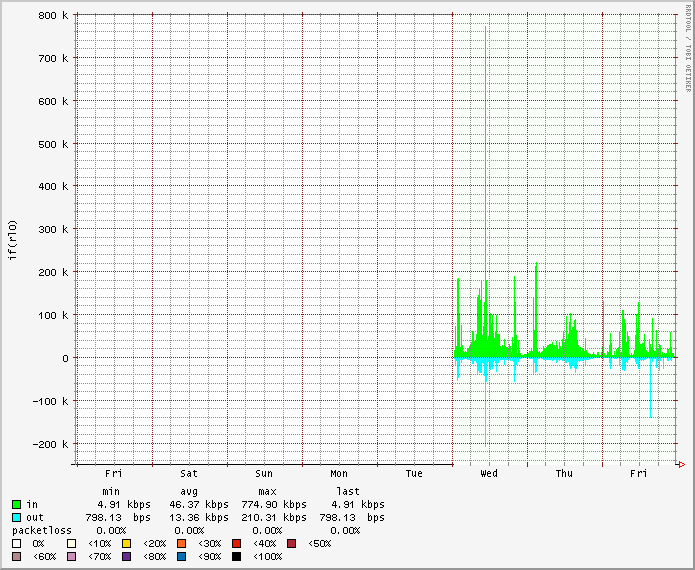 RRDTOOL / TOBI OETIKER
if(rl0)
800 k
700 k
600 k
500 k
400 k
300 k
200 k
100 k
0
-100 k
-200 k
Fri Sat Sun Mon Tue Wed Thu Fri
min avg max last
in 4.91 kbps 46.37 kbps 774.90 kbps 4.91 kbps
out 798.13 bps 13.36 kbps 210.31 kbps 798.13 bps
packetloss 0.00% 0.00% 0.00% 0.00%
0% <10% <20% <30% <40% <50%
<60% <70% <80% <90% <100%